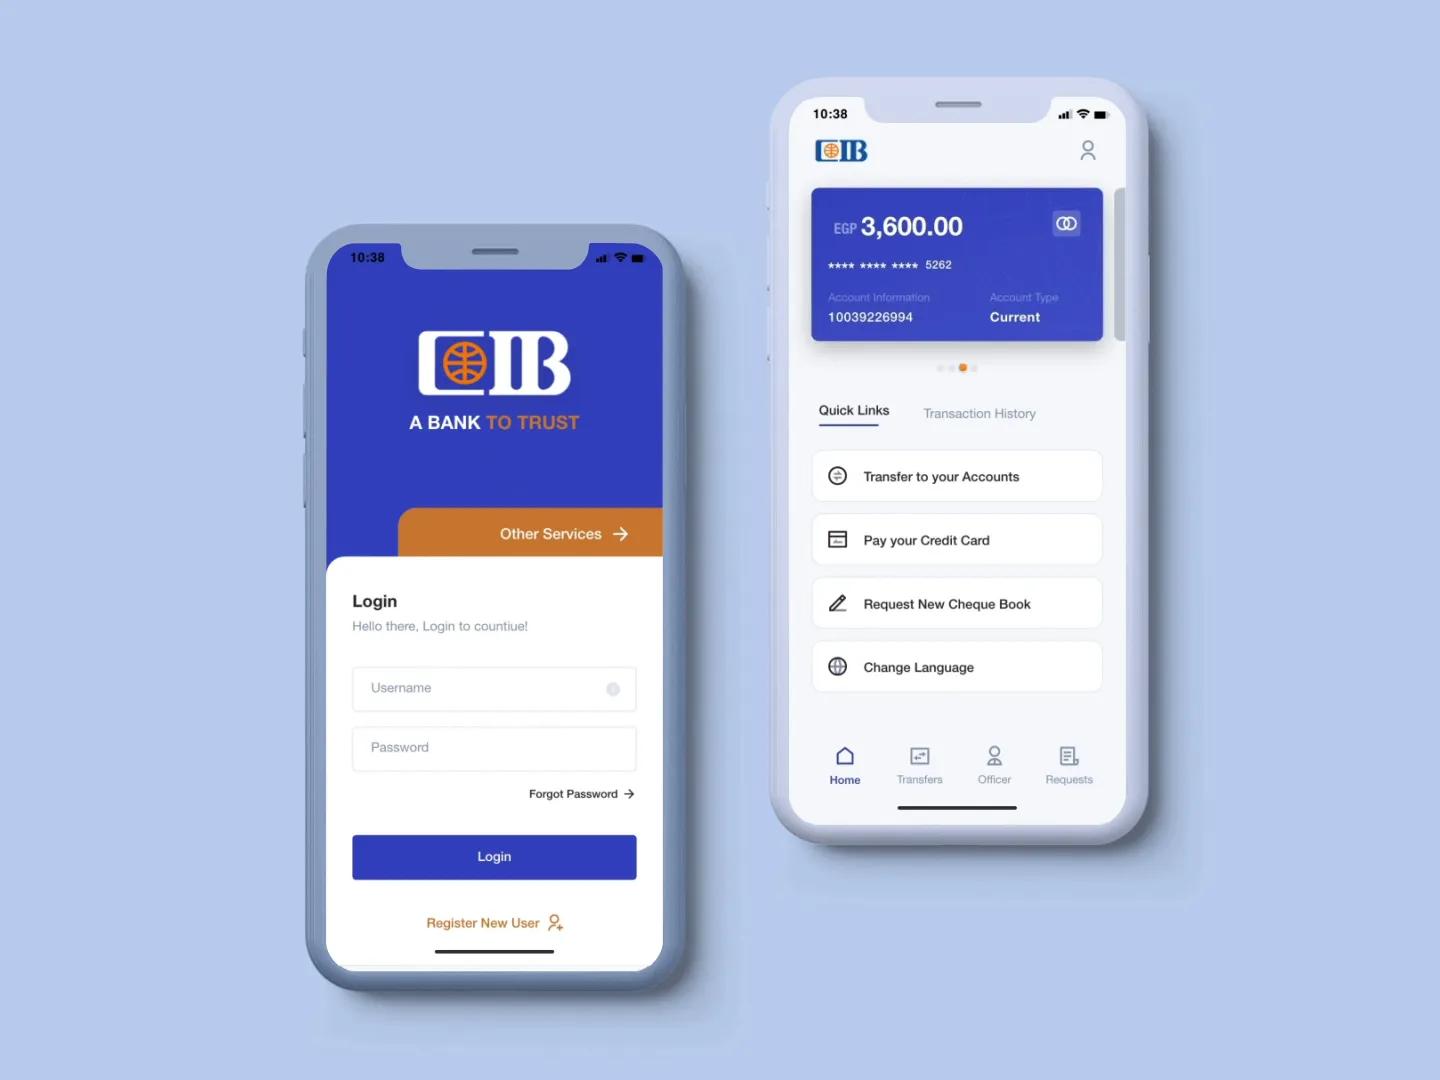 10:38
CIB
A BANK TO TRUST
Other Services →
Login
Hello there, Login to countiue!
Username
Password
Forgot Password →
Login
Register New User
10:38
CIB
EGP 3,600.00
**** **** **** 5262
Account Information Account Type
10039226994 Current
Quick Links Transaction History
Transfer to your Accounts
Pay your Credit Card
Request New Cheque Book
Change Language
Home Transfers Officer Requests